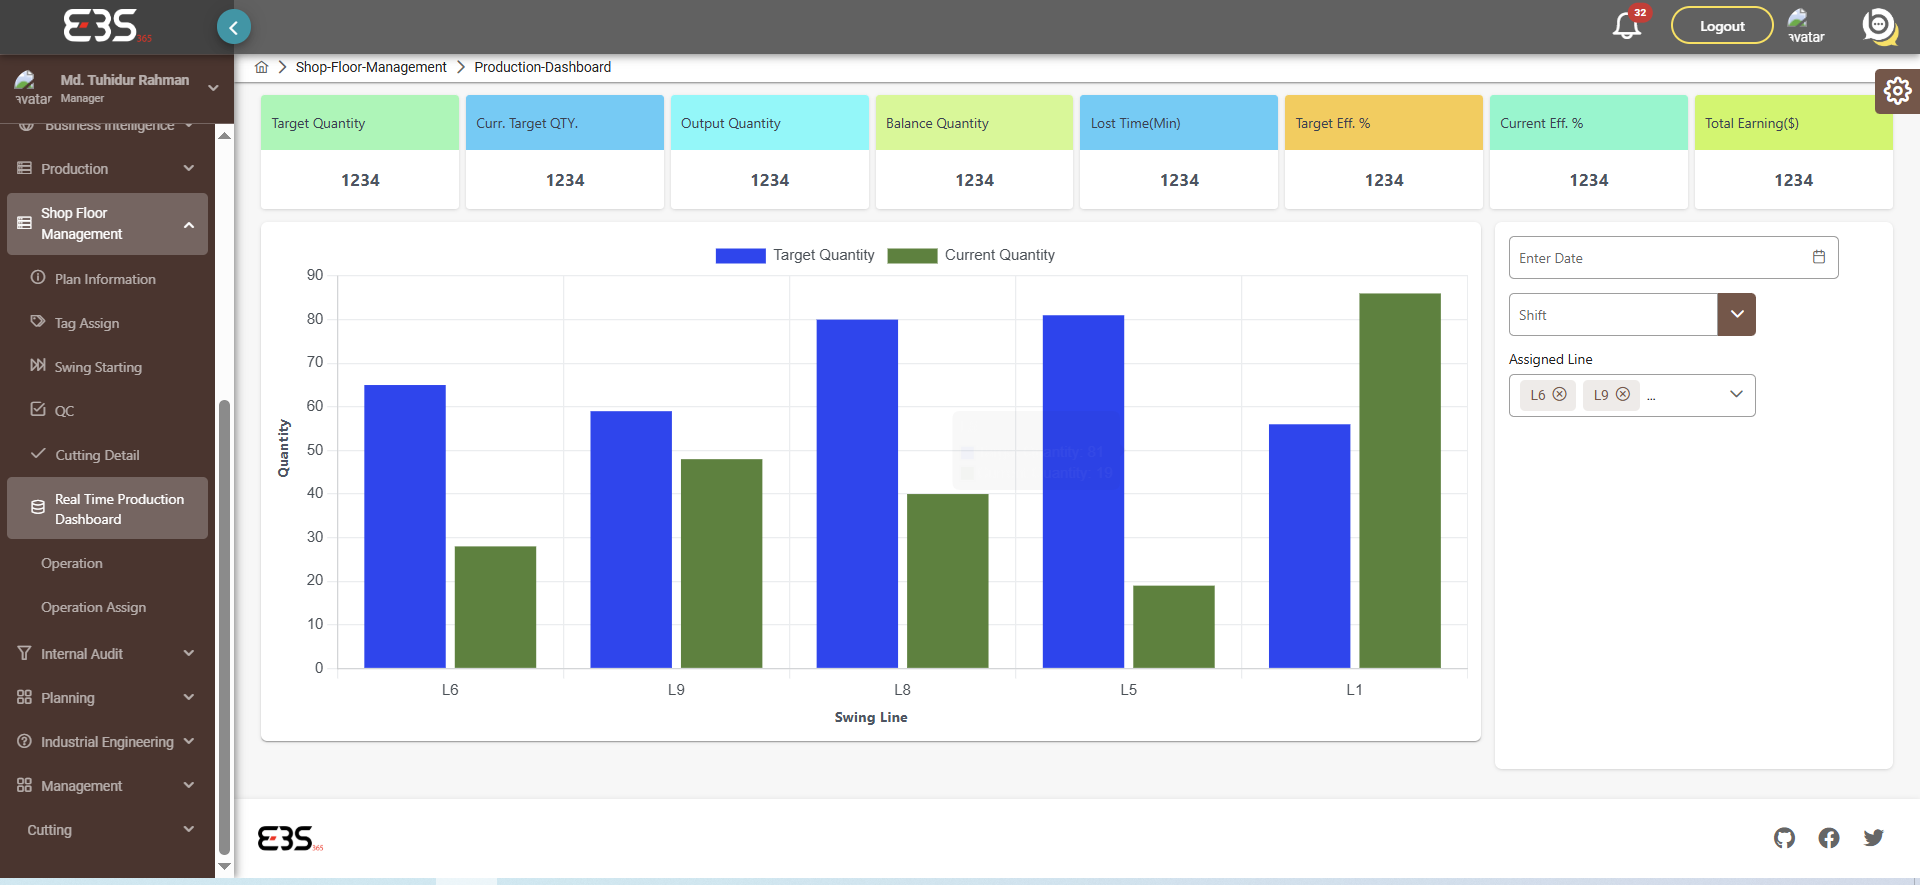 E3S 365
32
Logout
avatar
Shop-Floor-Management
Production-Dashboard
avatar
Md. Tuhidur Rahman
Manager
Business Intelligence
Production
Shop Floor
Management
Plan Information
Tag Assign
Swing Starting
QC
Cutting Detail
Real Time Production
Dashboard
Operation
Operation Assign
Internal Audit
Planning
Industrial Engineering
Management
Cutting
Target Quantity
1234
Curr. Target QTY.
1234
Output Quantity
1234
Balance Quantity
1234
Lost Time(Min)
1234
Target Eff. %
1234
Current Eff. %
1234
Total Earning($)
1234
Target Quantity
Current Quantity
90
80
70
60
50
40
30
20
10
0
Quantity
81
19
L6
L9
L8
L5
L1
Swing Line
Enter Date
Shift
Assigned Line
L6 L9 ...
E3S 365